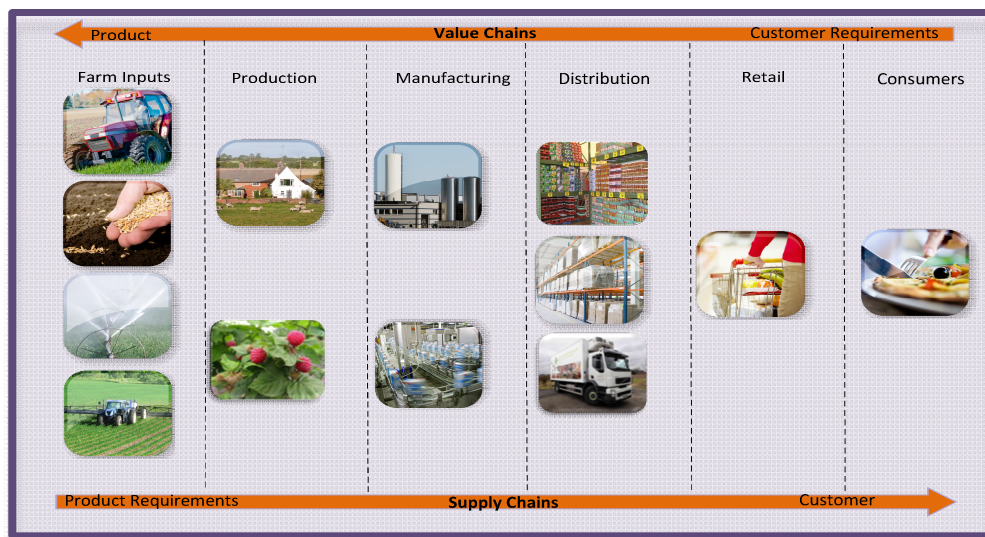 Product Value Chains Customer Requirements
Farm Inputs Production Manufacturing Distribution Retail Consumers
Product Requirements Supply Chains Customer